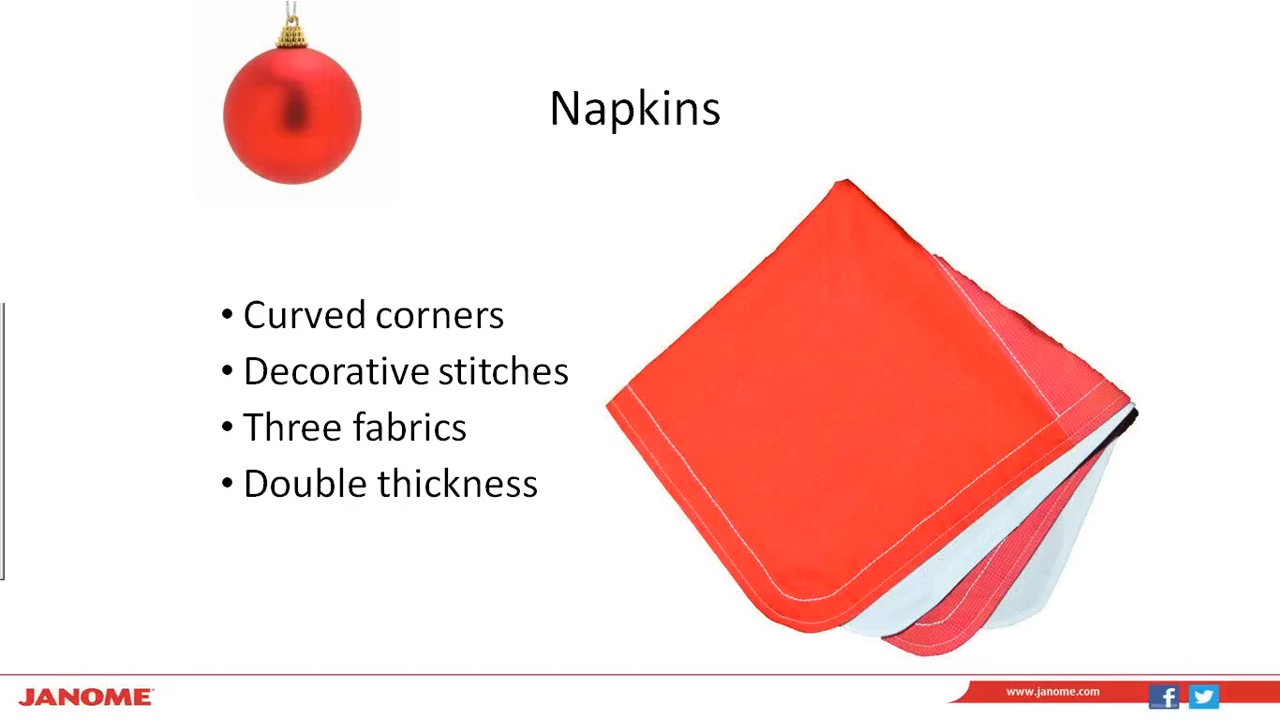 Napkins
• Curved corners
• Decorative stitches
• Three fabrics
• Double thickness
JANOME
www.janome.com